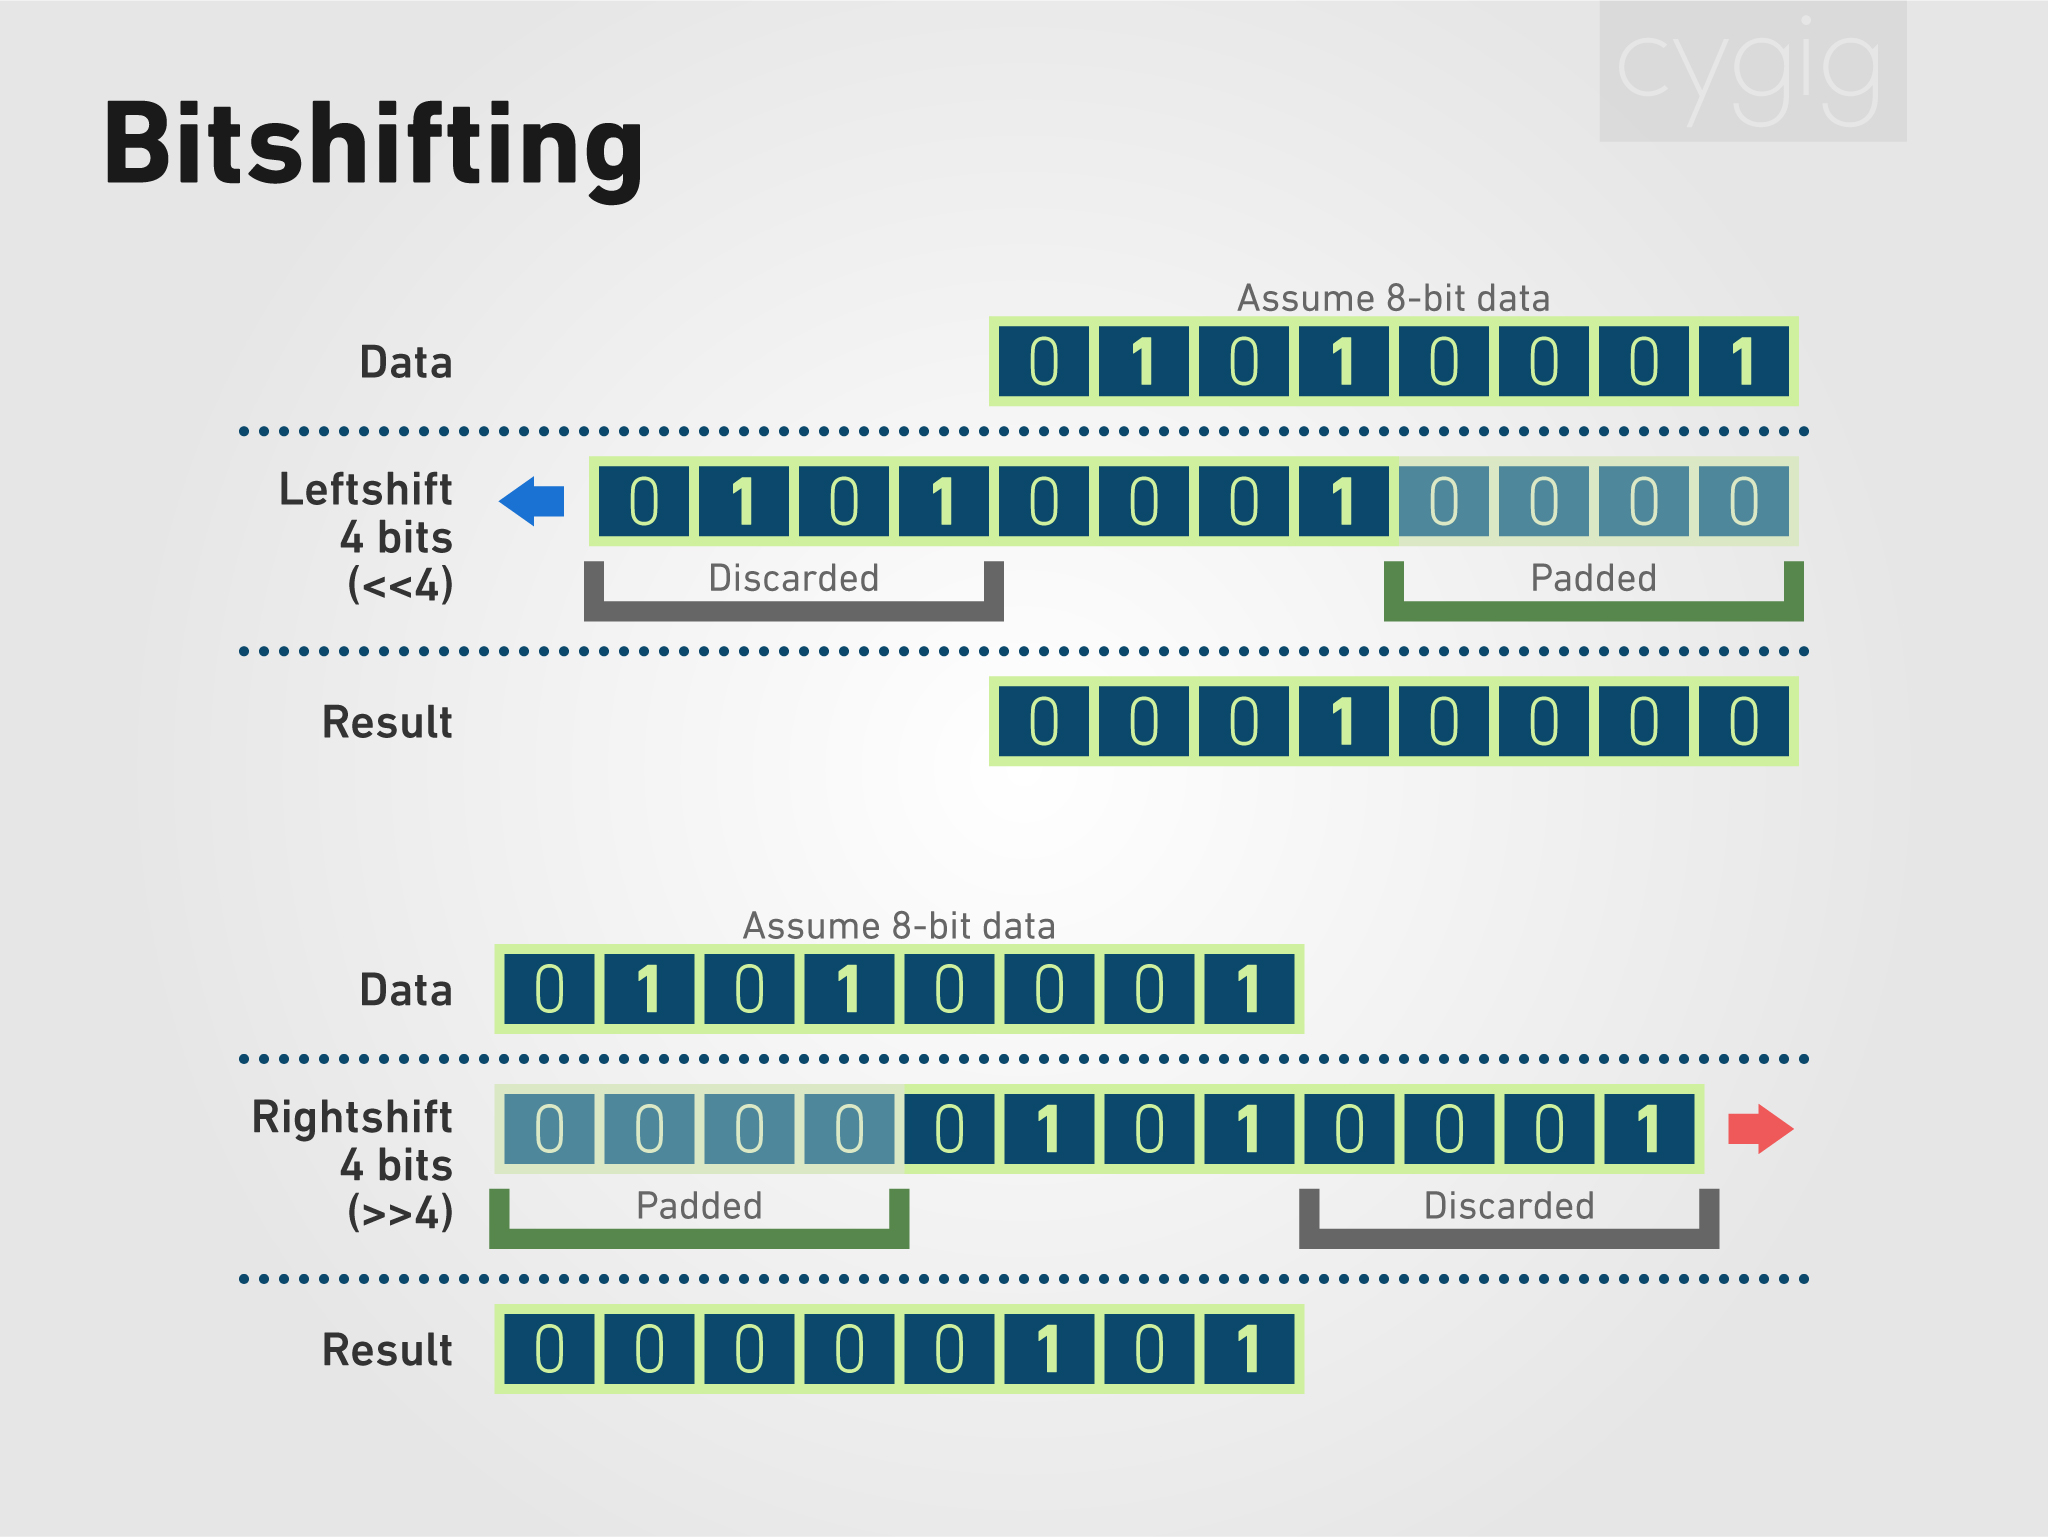 cygig
Bitshifting
Assume 8-bit data
Data
0 1 0 1 0 0 0 1
Leftshift
4 bits
(<<4)
0 1 0 1 0 0 0 1 0 0 0 0
Discarded
Padded
Result
0 0 0 1 0 0 0 0
Assume 8-bit data
Data
0 1 0 1 0 0 0 1
Rightshift
4 bits
(>>4)
0 0 0 0 0 1 0 1 0 0 0 1
Padded
Discarded
Result
0 0 0 0 0 1 0 1